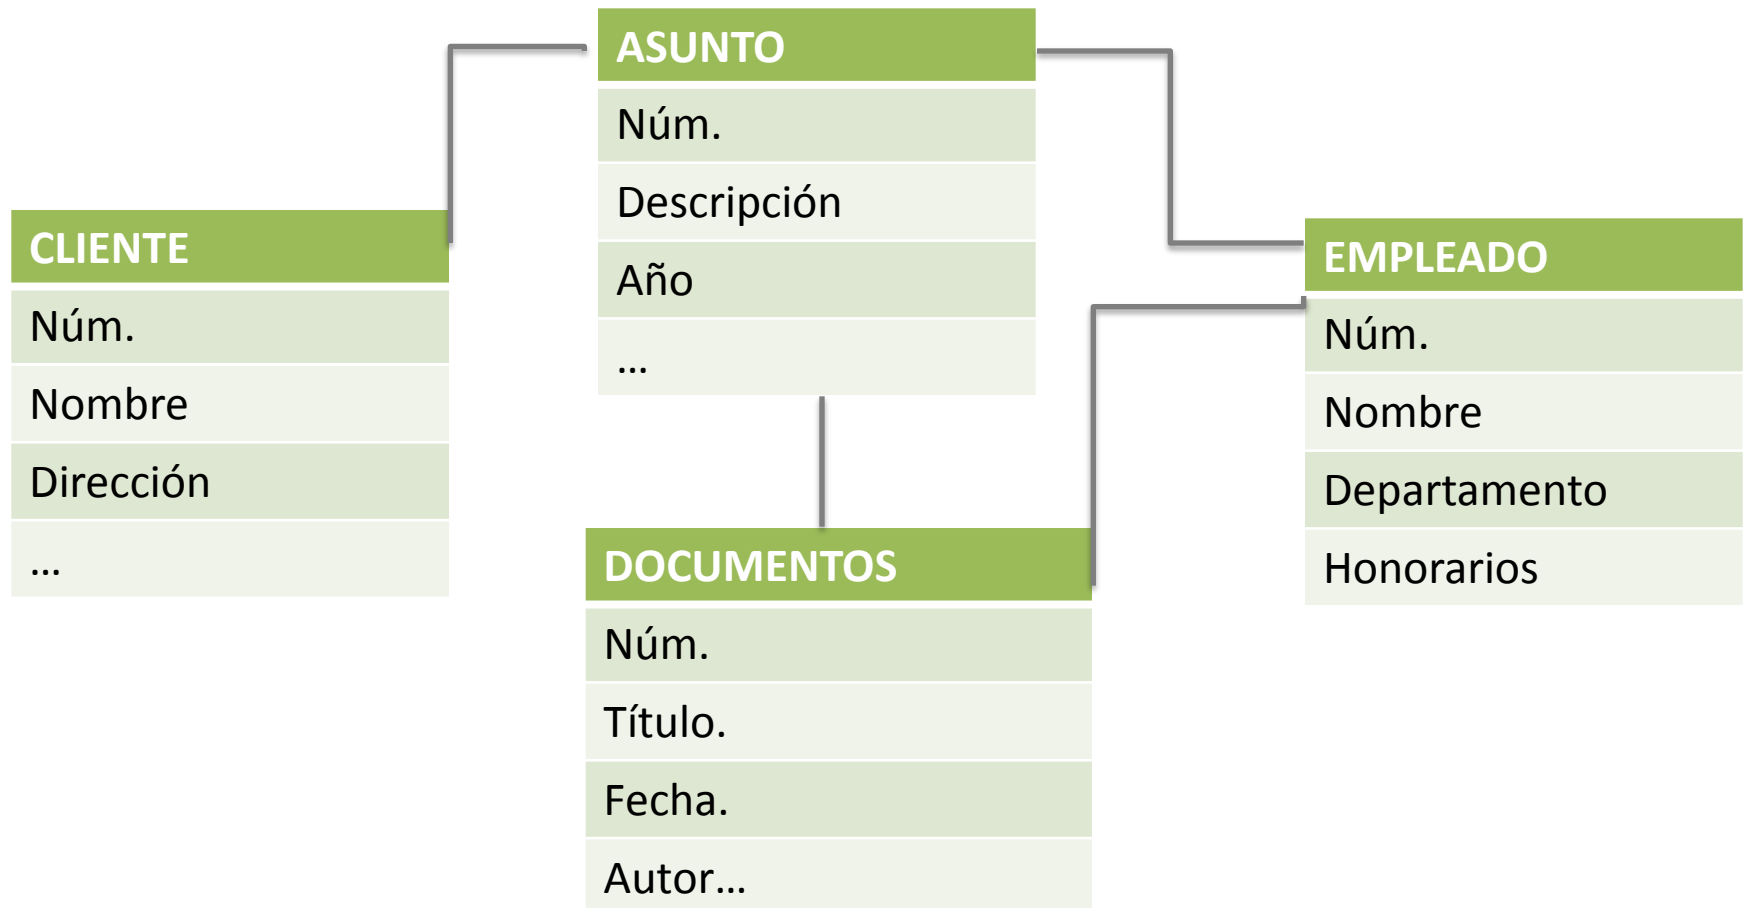 ASUNTO
Núm.
Descripción
Año
...
CLIENTE
Núm.
Nombre
Dirección
...
EMPLEADO
Núm.
Nombre
Departamento
Honorarios
DOCUMENTOS
Núm.
Título.
Fecha.
Autor...